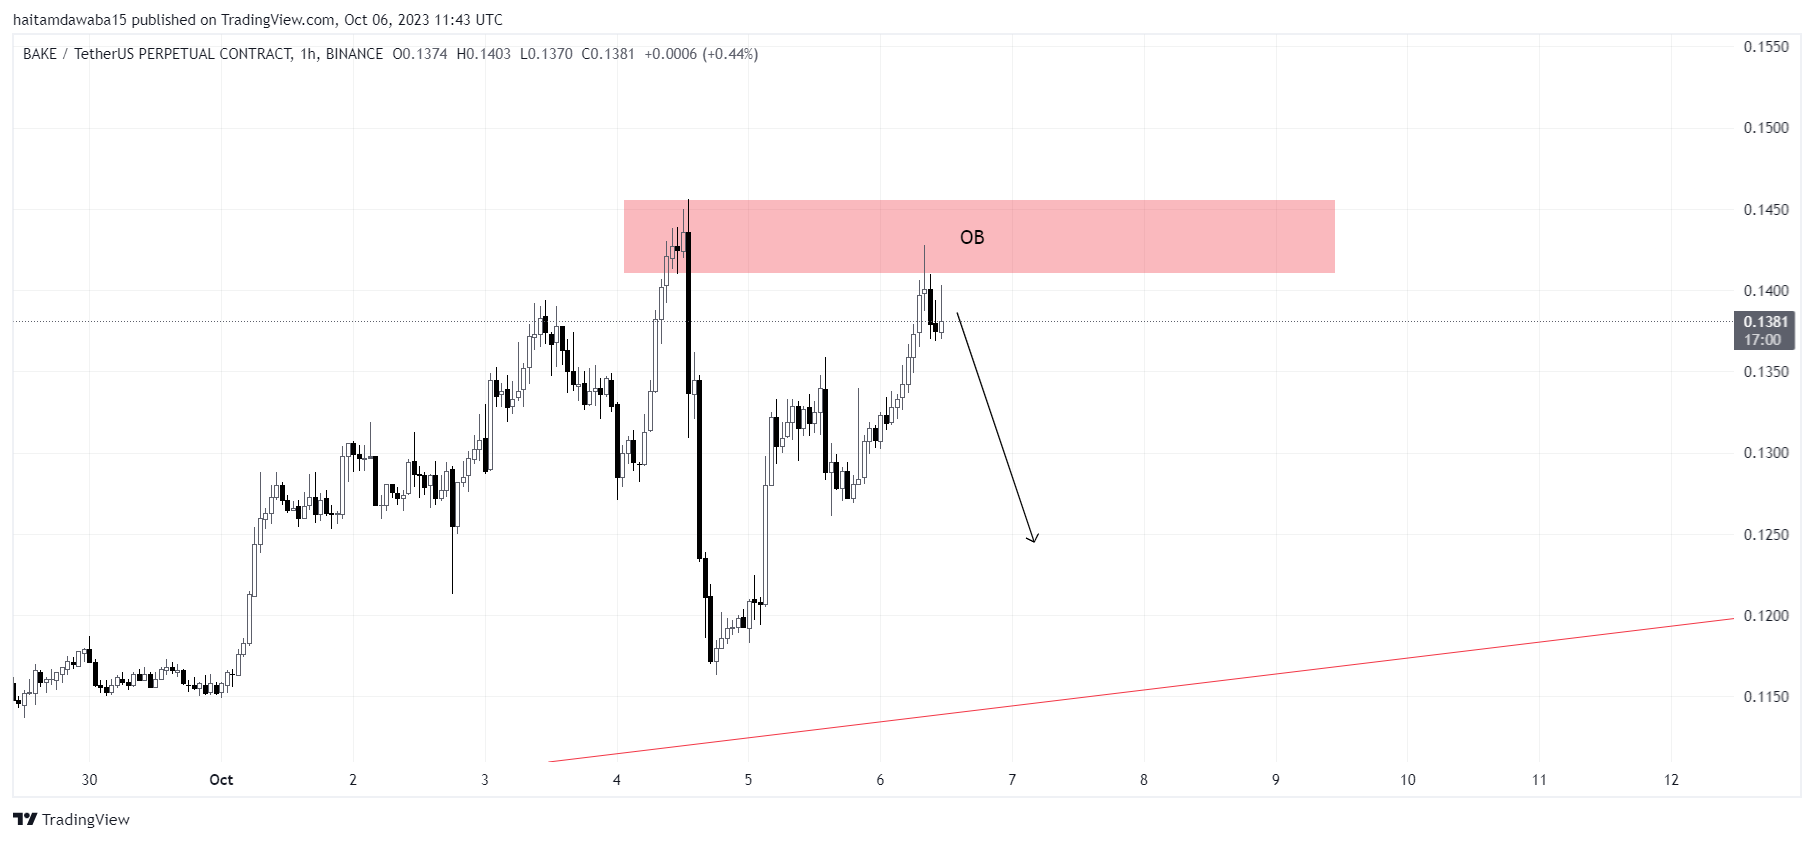 haitamdawaba15 published on TradingView.com, Oct 06, 2023 11:43 UTC
BAKE / TetherUS PERPETUAL CONTRACT, 1h, BINANCE O0.1374 H0.1403 L0.1370 C0.1381 +0.0006 (+0.44%)
0.1550
0.1500
0.1450
OB
0.1400
0.1381
17:00
0.1350
0.1300
0.1250
0.1200
0.1150
30 Oct 2 3 4 5 6 7 8 9 10 11 12
TradingView